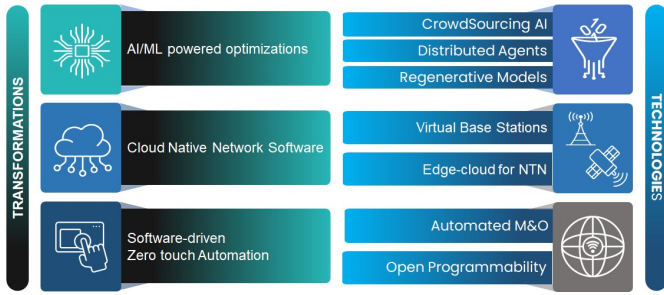 TRANSFORMATIONS
AI/ML powered optimizations
Cloud Native Network Software
Software-driven
Zero touch Automation
CrowdSourcing AI
Distributed Agents
Regenerative Models
Virtual Base Stations
Edge-cloud for NTN
Automated M&O
Open Programmability
TECHNOLOGIES